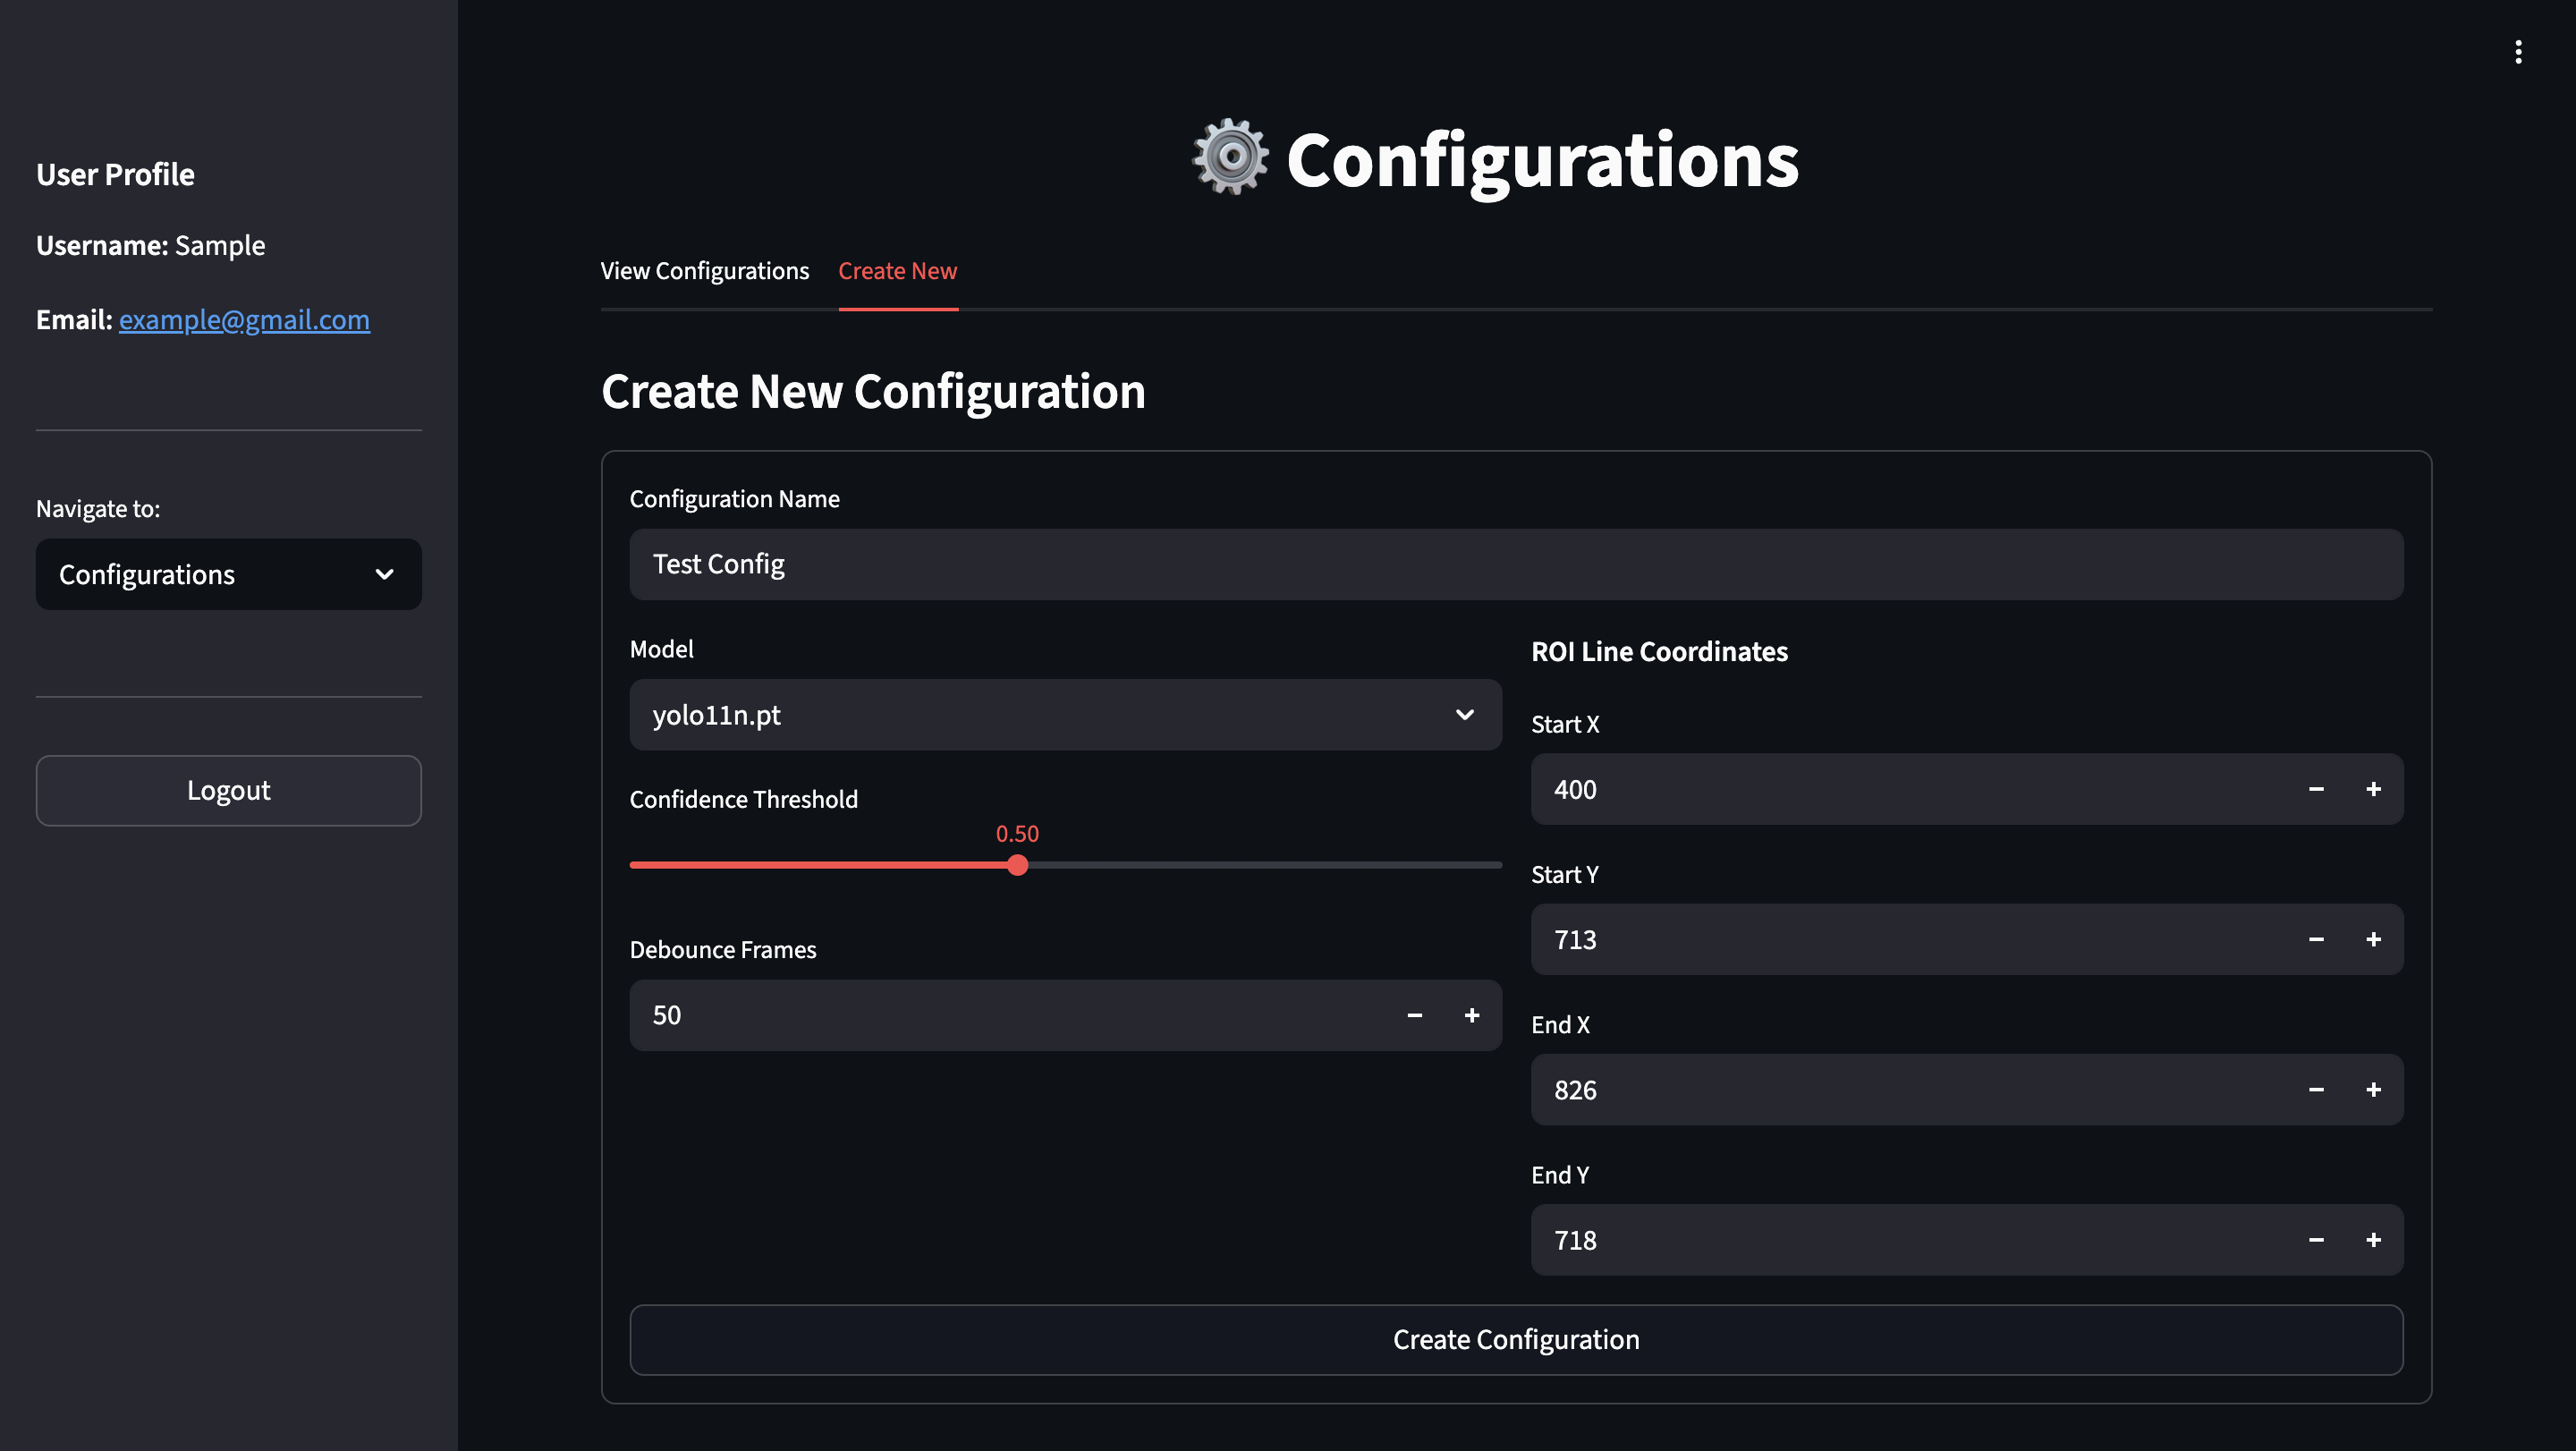 User Profile
Username: Sample
Email: example@gmail.com
Navigate to:
Configurations
Logout
Configurations
View Configurations
Create New
Create New Configuration
Configuration Name
Test Config
Model
yolo11n.pt
Confidence Threshold
0.50
Debounce Frames
50
ROI Line Coordinates
Start X
400
Start Y
713
End X
826
End Y
718
Create Configuration